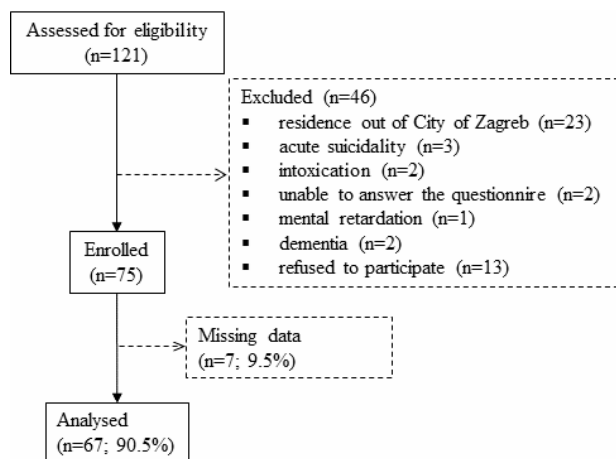 Assessed for eligibility
(n=121)
Excluded (n=46)
▪ residence out of City of Zagreb (n=23)
▪ acute suicidality (n=3)
▪ intoxication (n=2)
▪ unable to answer the questionnire (n=2)
▪ mental retardation (n=1)
▪ dementia (n=2)
▪ refused to participate (n=13)
Enrolled
(n=75)
Missing data
(n=7; 9.5%)
Analysed
(n=67; 90.5%)